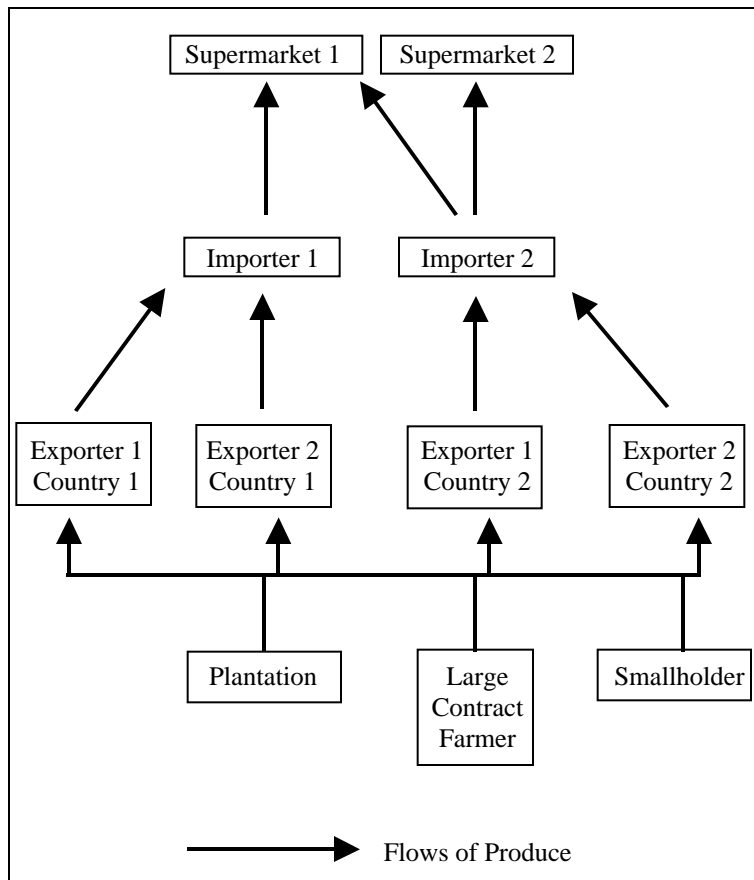 Supermarket 1
Supermarket 2
Importer 1
Importer 2
Exporter 1
Country 1
Exporter 2
Country 1
Exporter 1
Country 2
Exporter 2
Country 2
Plantation
Large
Contract
Farmer
Smallholder
Flows of Produce